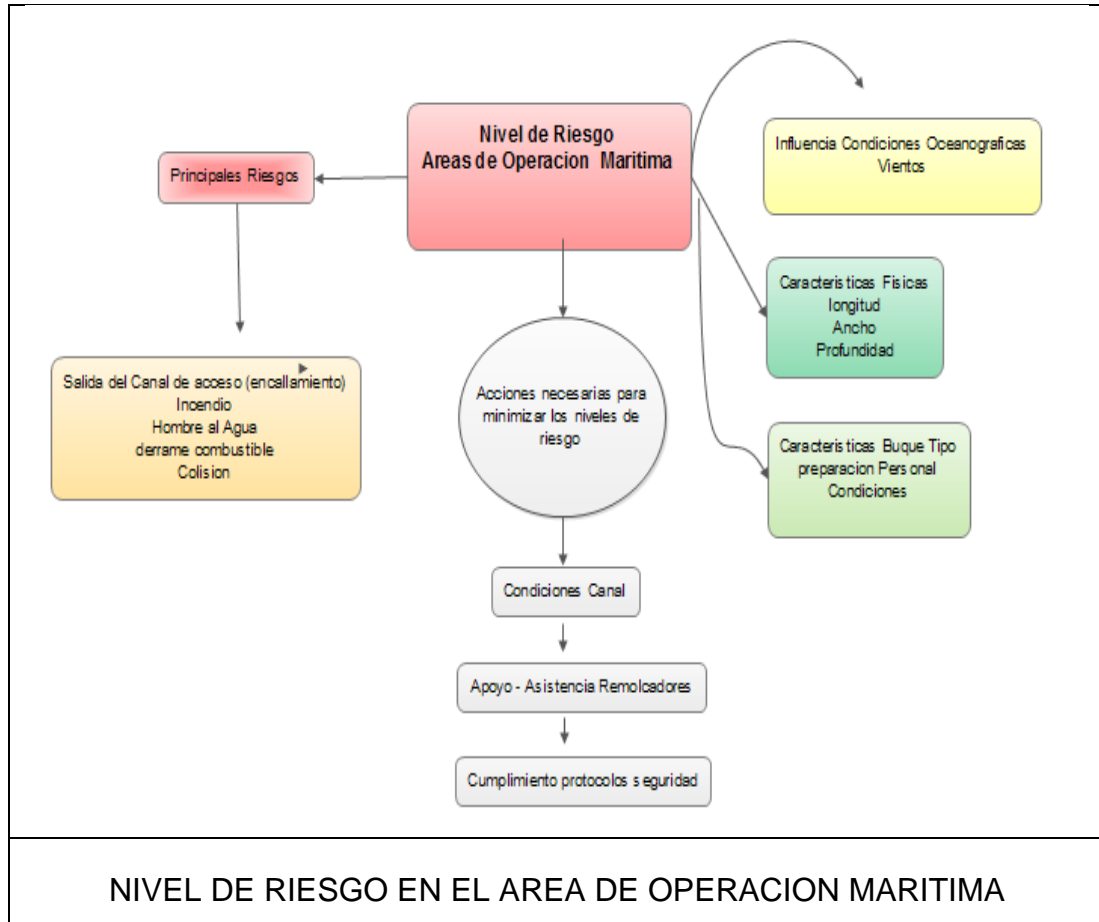 Nivel de Riesgo
Areas de Operacion Maritima
Principales Riesgos
Influencia Condiciones Oceanograficas
Vientos
Caracteristicas Fisicas
longitud
Ancho
Profundidad
Salida del Canal de acceso (encallamiento)
Incendio
Hombre al Agua
derrame combustible
Colision
Acciones necesarias para
minimizar los niveles de
riesgo
Caracteristicas Buque Tipo
preparacion Personal
Condiciones
Condiciones Canal
Apoyo - Asistencia Remolcadores
Cumplimiento protocolos seguridad
NIVEL DE RIESGO EN EL AREA DE OPERACION MARITIMA